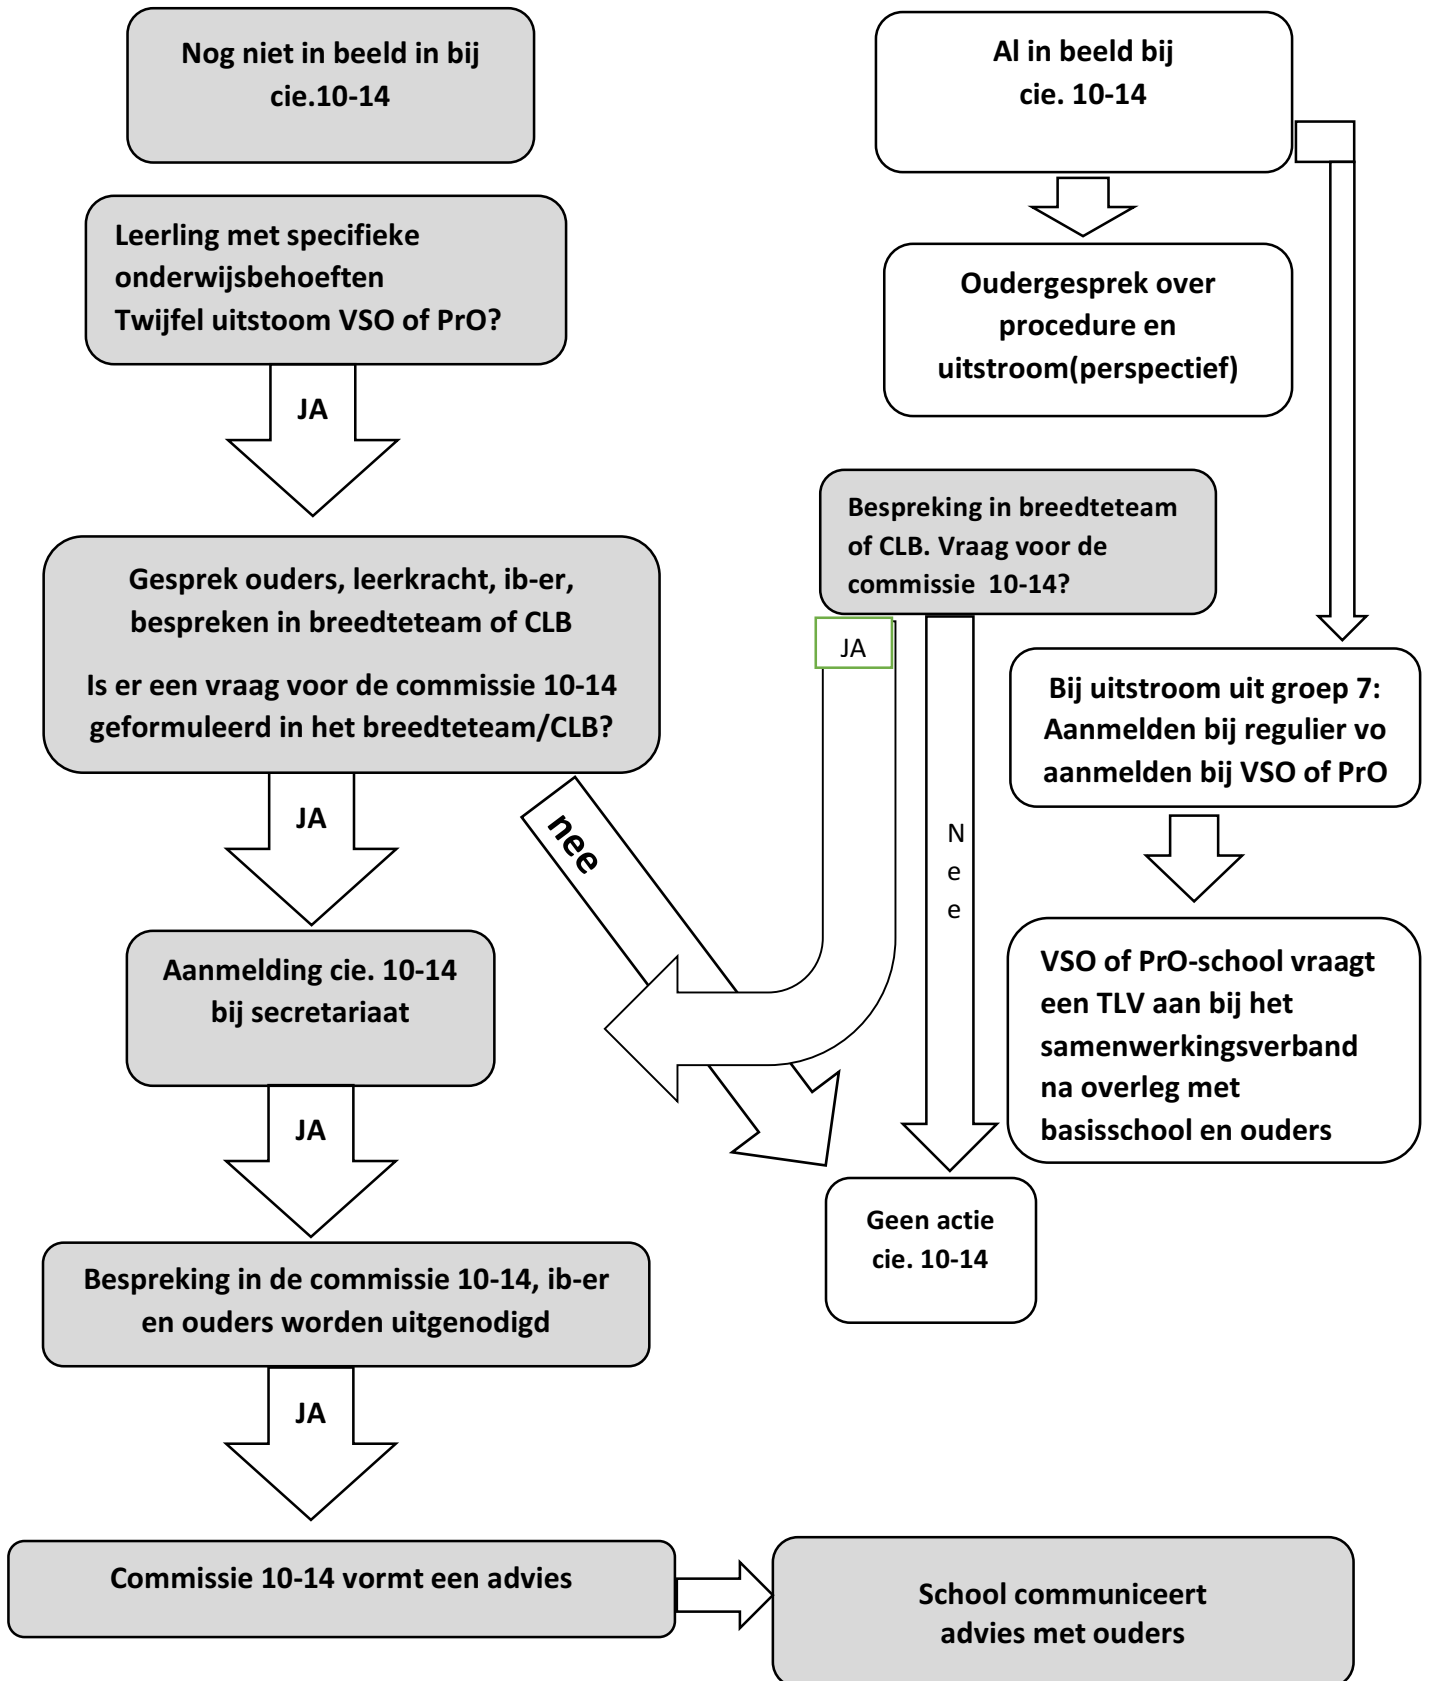 Nog niet in beeld in bij
cie.10-14
Leerling met specifieke
onderwijsbehoeften
Twijfel uitstoom VSO of PrO?
JA
Gesprek ouders, leerkracht, ib-er,
bespreken in breedteteam of CLB
Is er een vraag voor de commissie 10-14
geformuleerd in het breedteteam/CLB?
JA
nee
Aanmelding cie. 10-14
bij secretariaat
JA
Bespreking in de commissie 10-14, ib-er
en ouders worden uitgenodigd
JA
Commissie 10-14 vormt een advies
School communiceert
advies met ouders
Al in beeld bij
cie. 10-14
Oudergesprek over
procedure en
uitstroom(perspectief)
Bespreking in breedteteam
of CLB. Vraag voor de
commissie 10-14?
JA
N
e
e
Geen actie
cie. 10-14
Bij uitstroom uit groep 7:
Aanmelden bij regulier vo
aanmelden bij VSO of PrO
VSO of PrO-school vraagt
een TLV aan bij het
samenwerkingsverband
na overleg met
basisschool en ouders